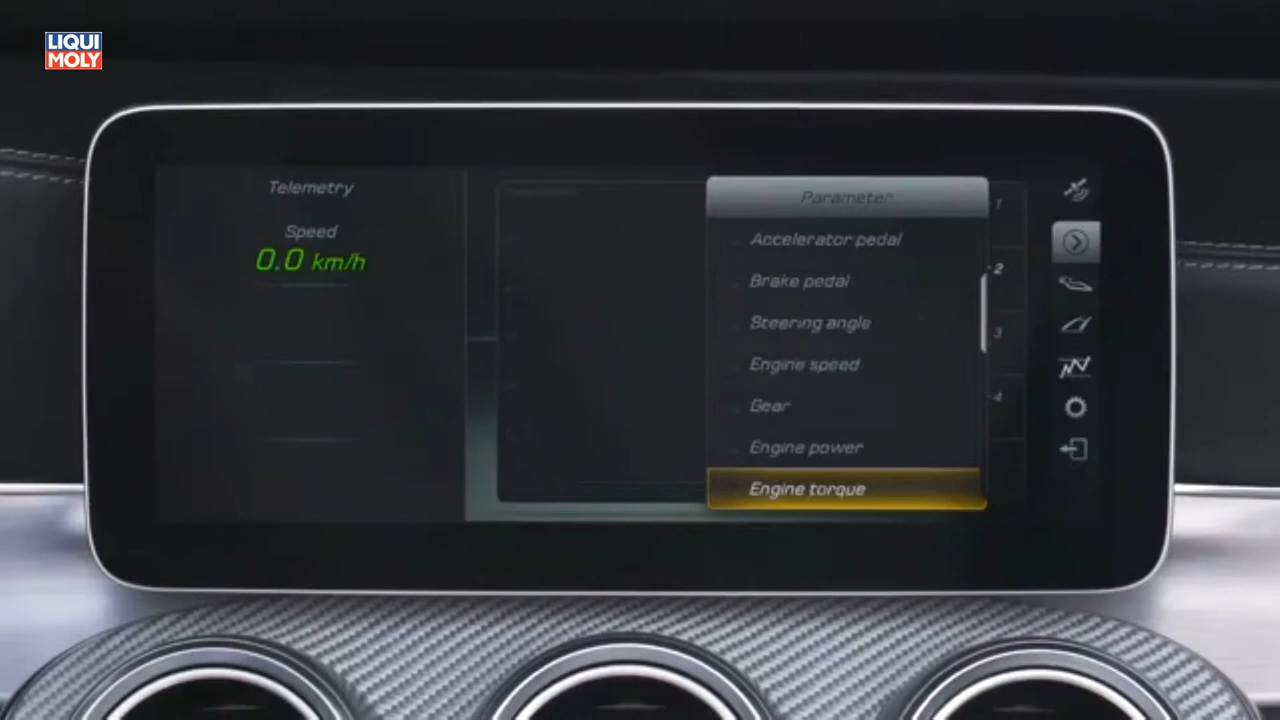 LIQUI
MOLY
Telemetry
Speed
0.0 km/h
Parameter
Accelerator pedal
Brake pedal
Steering angle
Engine speed
Gear
Engine power
Engine torque
1
2
3
4